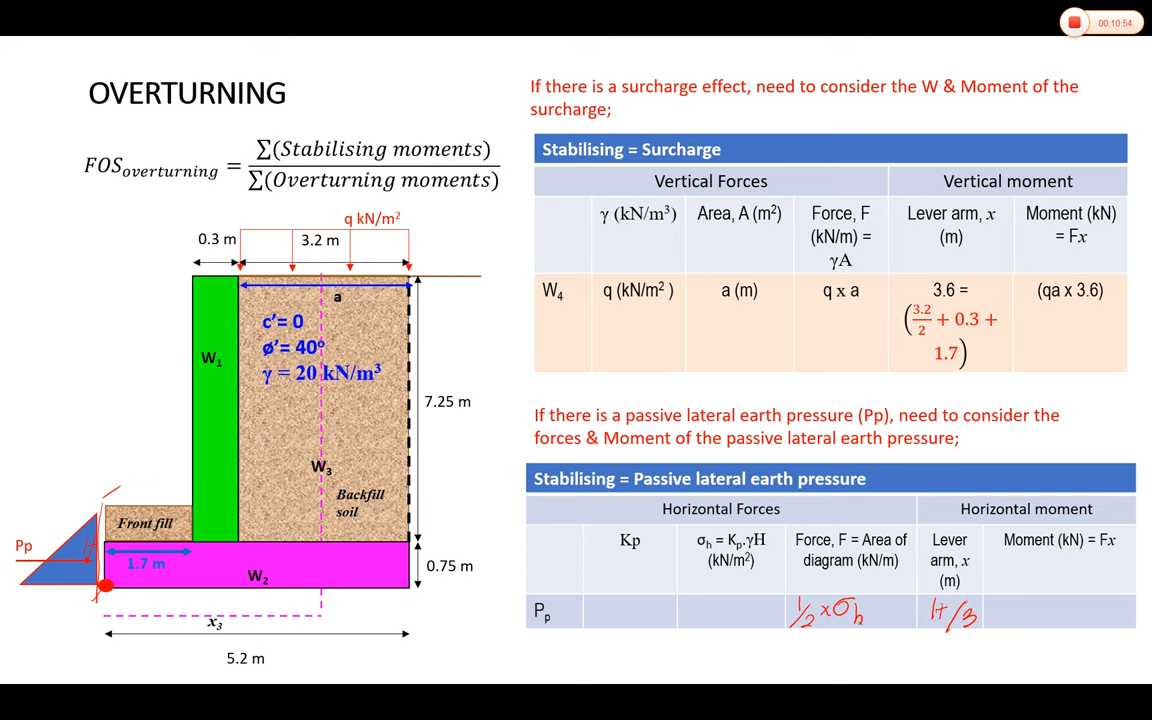 00:10:54
OVERTURNING
FOS_overturning = ∑(Stabilising moments) / ∑(Overturning moments)
q kN/m²
0.3 m
3.2 m
a
c'= 0
ø'= 40°
γ = 20 kN/m³
W₁
7.25 m
W₃
Backfill
soil
Front fill
Pp
H
1.7 m
0.75 m
W₂
x₃
5.2 m
If there is a surcharge effect, need to consider the W & Moment of the
surcharge;
Stabilising = Surcharge
Vertical Forces
Vertical moment
γ (kN/m³)
Area, A (m²)
Force, F
(kN/m) =
γA
Lever arm, x
(m)
Moment (kN)
= Fx
W₄
q (kN/m² )
a (m)
q x a
3.6 =
(3.2/2 + 0.3 +
1.7)
(qa x 3.6)
If there is a passive lateral earth pressure (Pp), need to consider the
forces & Moment of the passive lateral earth pressure;
Stabilising = Passive lateral earth pressure
Horizontal Forces
Horizontal moment
Kp
σₕ = Kₚ.γH
(kN/m²)
Force, F = Area of
diagram (kN/m)
Lever
arm, x
(m)
Moment (kN) = Fx
Pₚ
1/2 x σₕ
H/3